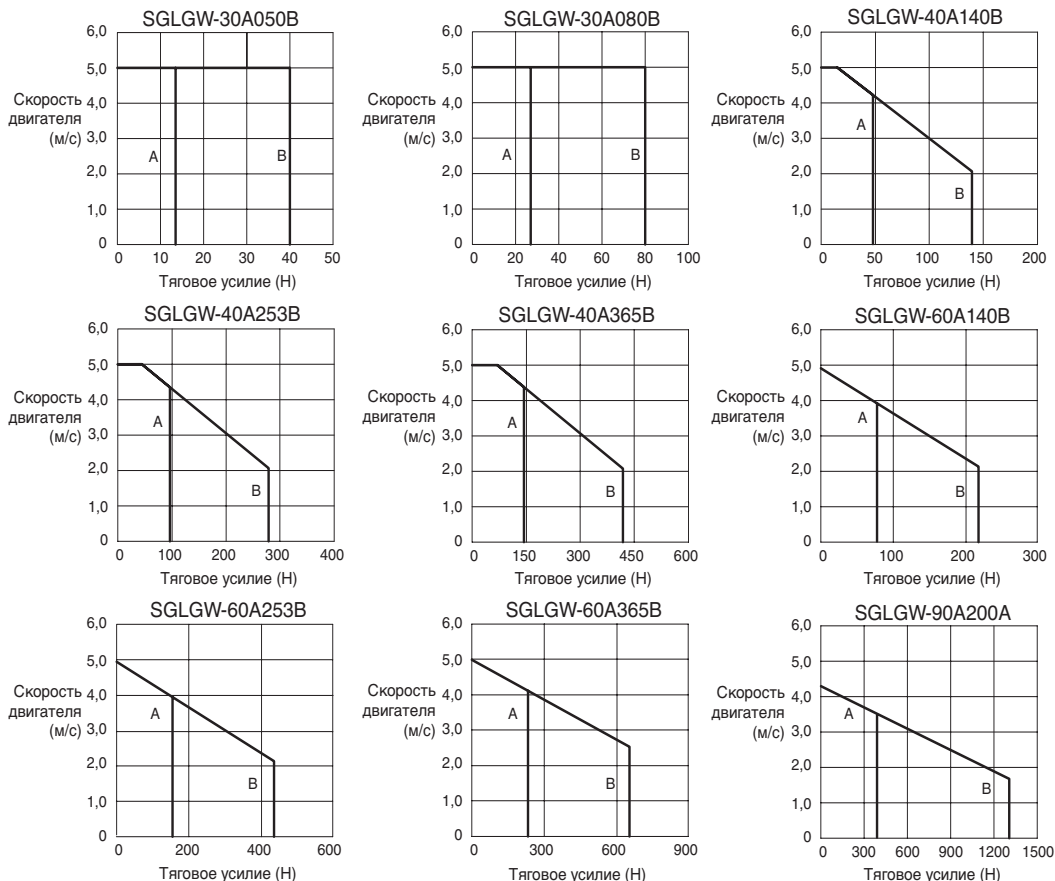 SGLGW-30A050B
6,0
5,0
4,0
3,0
2,0
1,0
0
Скорость
двигателя
(м/с)
A
B
0 10 20 30 40 50
Тяговое усилие (Н)
SGLGW-30A080B
6,0
5,0
4,0
3,0
2,0
1,0
0
Скорость
двигателя
(м/с)
A
B
0 20 40 60 80 100
Тяговое усилие (Н)
SGLGW-40A140B
6,0
5,0
4,0
3,0
2,0
1,0
0
Скорость
двигателя
(м/с)
A
B
0 50 100 150 200
Тяговое усилие (Н)
SGLGW-40A253B
6,0
5,0
4,0
3,0
2,0
1,0
0
Скорость
двигателя
(м/с)
A
B
0 100 200 300 400
Тяговое усилие (Н)
SGLGW-40A365B
6,0
5,0
4,0
3,0
2,0
1,0
0
Скорость
двигателя
(м/с)
A
B
0 150 300 450 600
Тяговое усилие (Н)
SGLGW-60A140B
6,0
5,0
4,0
3,0
2,0
1,0
0
Скорость
двигателя
(м/с)
A
B
0 100 200 300
Тяговое усилие (Н)
SGLGW-60A253B
6,0
5,0
4,0
3,0
2,0
1,0
0
Скорость
двигателя
(м/с)
A
B
0 200 400 600
Тяговое усилие (Н)
SGLGW-60A365B
6,0
5,0
4,0
3,0
2,0
1,0
0
Скорость
двигателя
(м/с)
A
B
0 300 600 900
Тяговое усилие (Н)
SGLGW-90A200A
6,0
5,0
4,0
3,0
2,0
1,0
0
Скорость
двигателя
(м/с)
A
B
0 300 600 900 1200 1500
Тяговое усилие (Н)